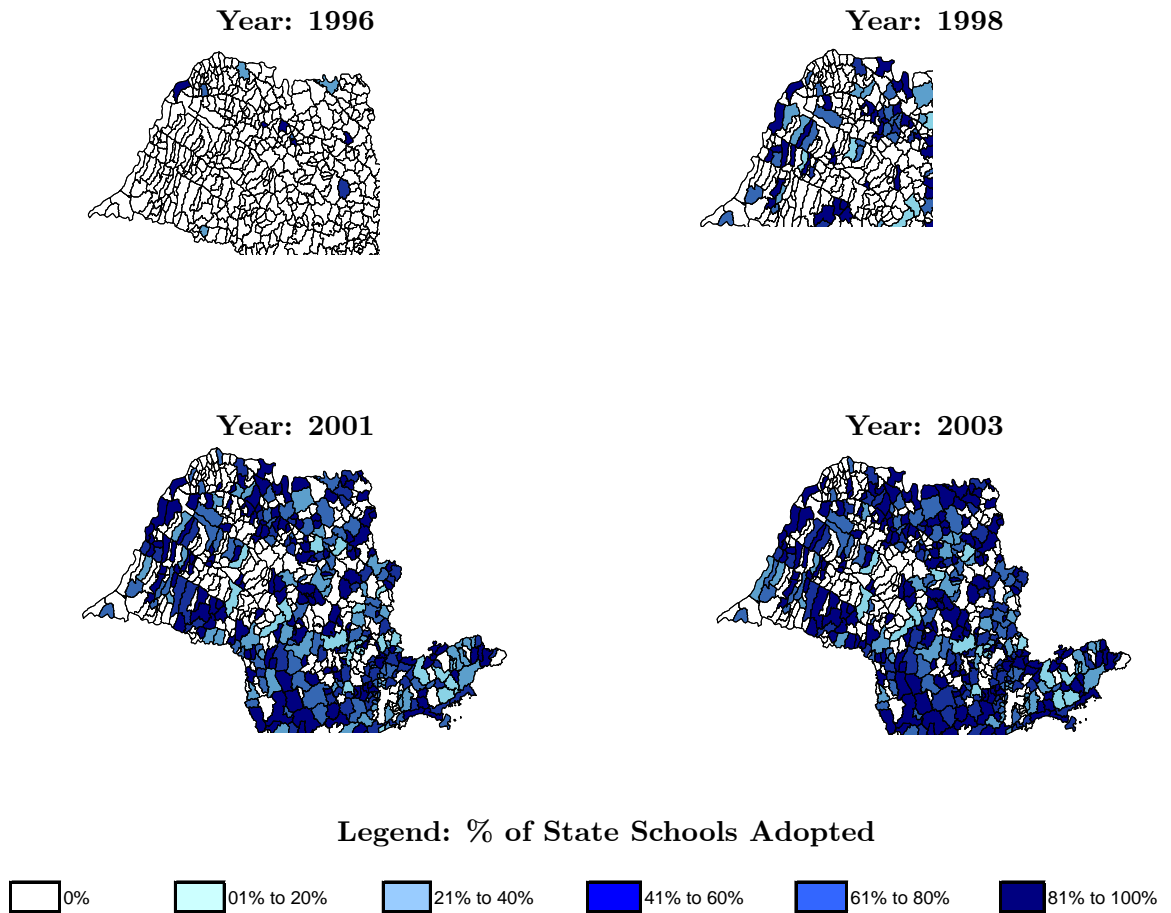 Year: 1996
Year: 1998
Year: 2001
Year: 2003
Legend: % of State Schools Adopted
0%
01% to 20%
21% to 40%
41% to 60%
61% to 80%
81% to 100%